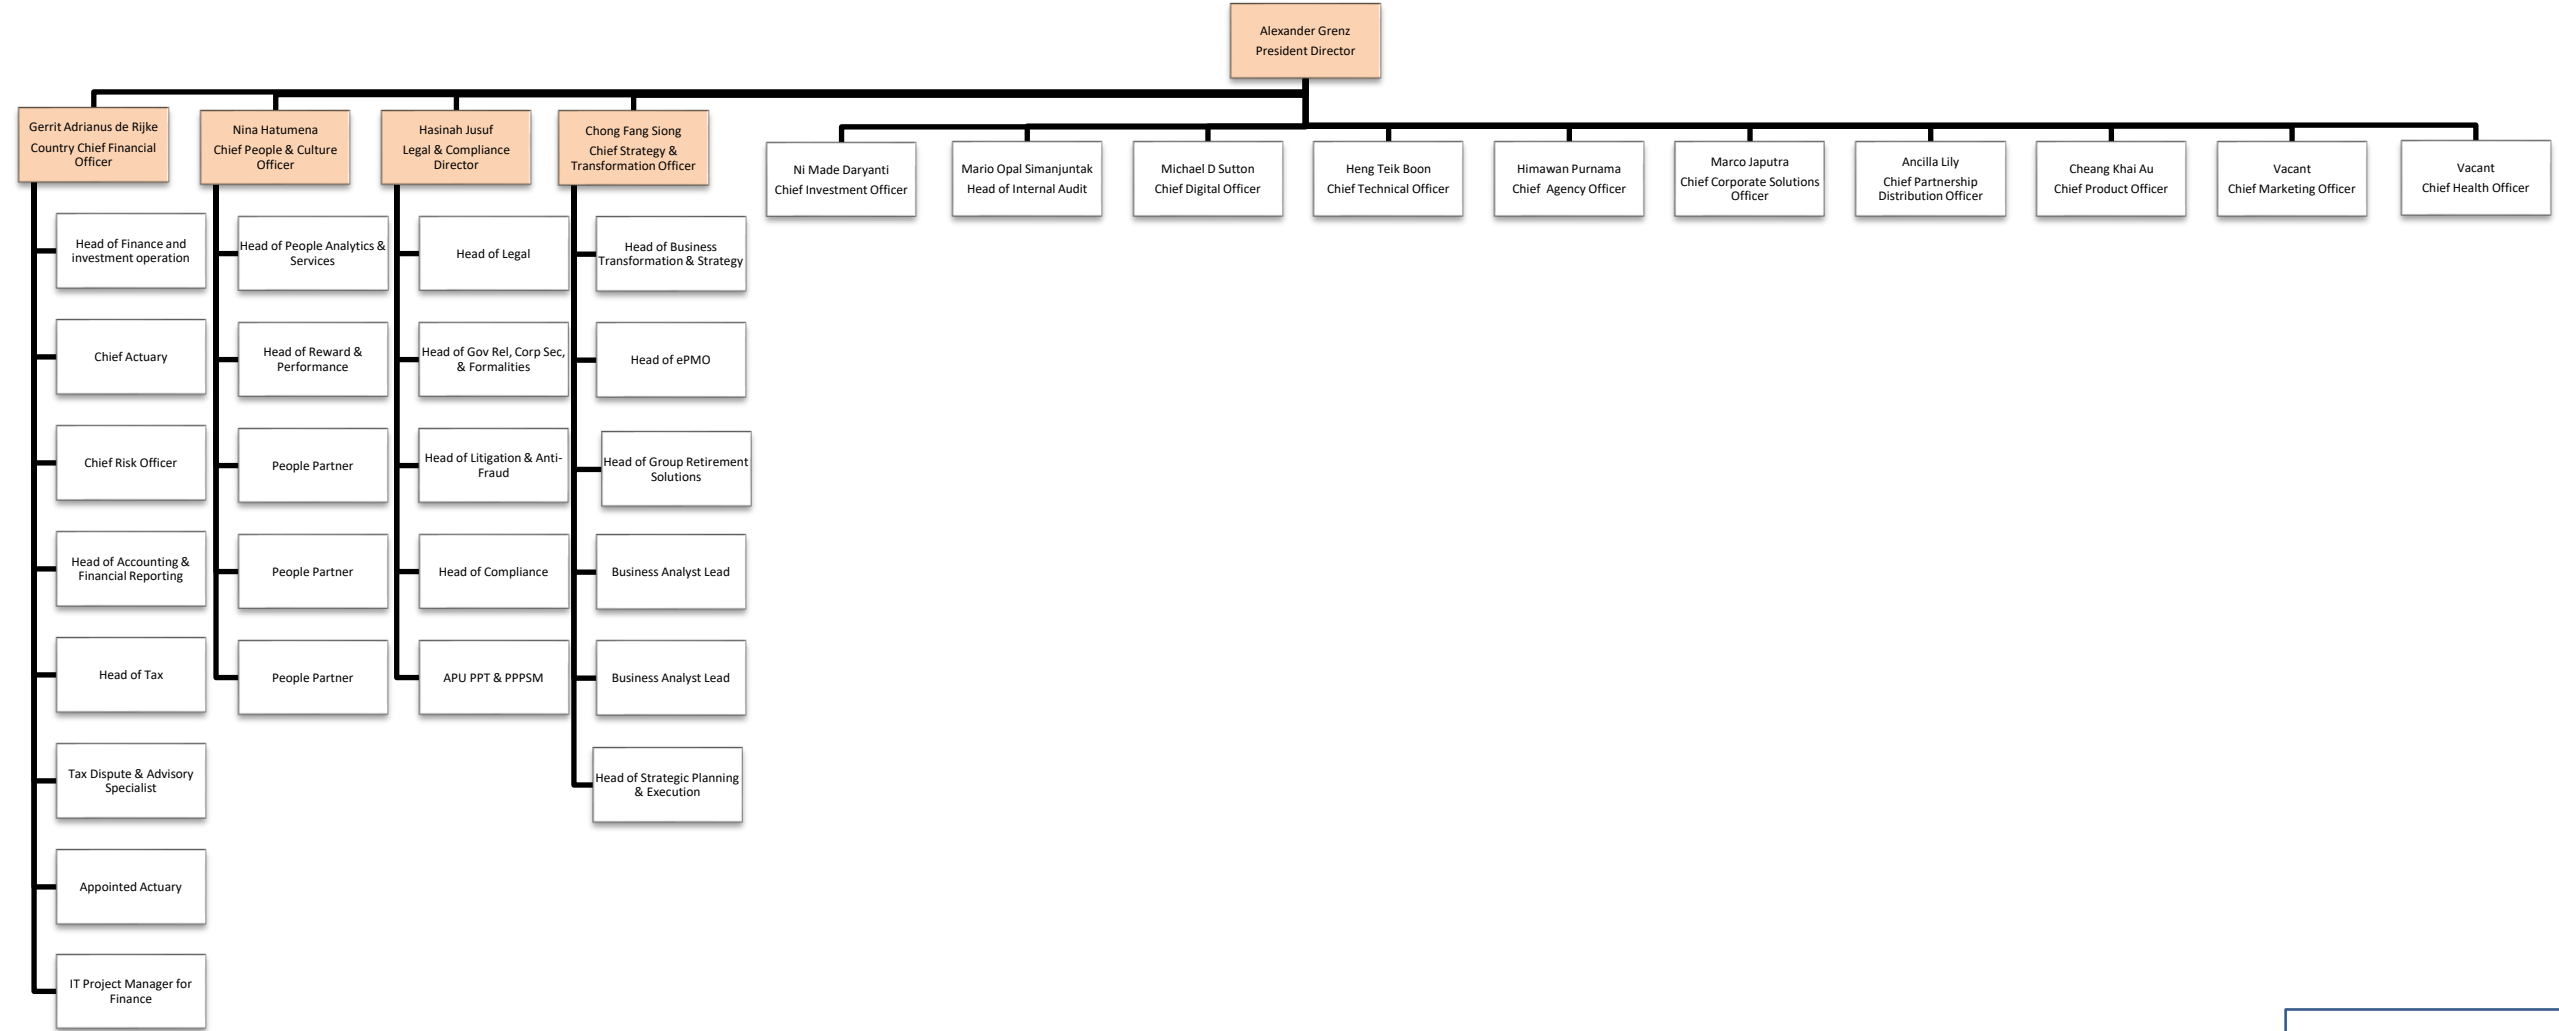 Alexander Grenz
President Director
Gerrit Adrianus de Rijke
Country Chief Financial
Officer
Nina Hatumena
Chief People & Culture
Officer
Hasinah Jusuf
Legal & Compliance
Director
Chong Fang Siong
Chief Strategy &
Transformation Officer
Ni Made Daryanti
Chief Investment Officer
Mario Opal Simanjuntak
Head of Internal Audit
Michael D Sutton
Chief Digital Officer
Heng Teik Boon
Chief Technical Officer
Himawan Purnama
Chief  Agency Officer
Marco Japutra
Chief Corporate Solutions
Officer
Ancilla Lily
Chief Partnership
Distribution Officer
Cheang Khai Au
Chief Product Officer
Vacant
Chief Marketing Officer
Vacant
Chief Health Officer
Head of Finance and
investment operation
Chief Actuary
Chief Risk Officer
Head of Accounting &
Financial Reporting
Head of Tax
Tax Dispute & Advisory
Specialist
Appointed Actuary
IT Project Manager for
Finance
Head of People Analytics &
Services
Head of Reward &
Performance
People Partner
People Partner
People Partner
Head of Legal
Head of Gov Rel, Corp Sec,
& Formalities
Head of Litigation & Anti-
Fraud
Head of Compliance
APU PPT & PPPSM
Head of Business
Transformation & Strategy
Head of ePMO
Head of Group Retirement
Solutions
Business Analyst Lead
Business Analyst Lead
Head of Strategic Planning
& Execution